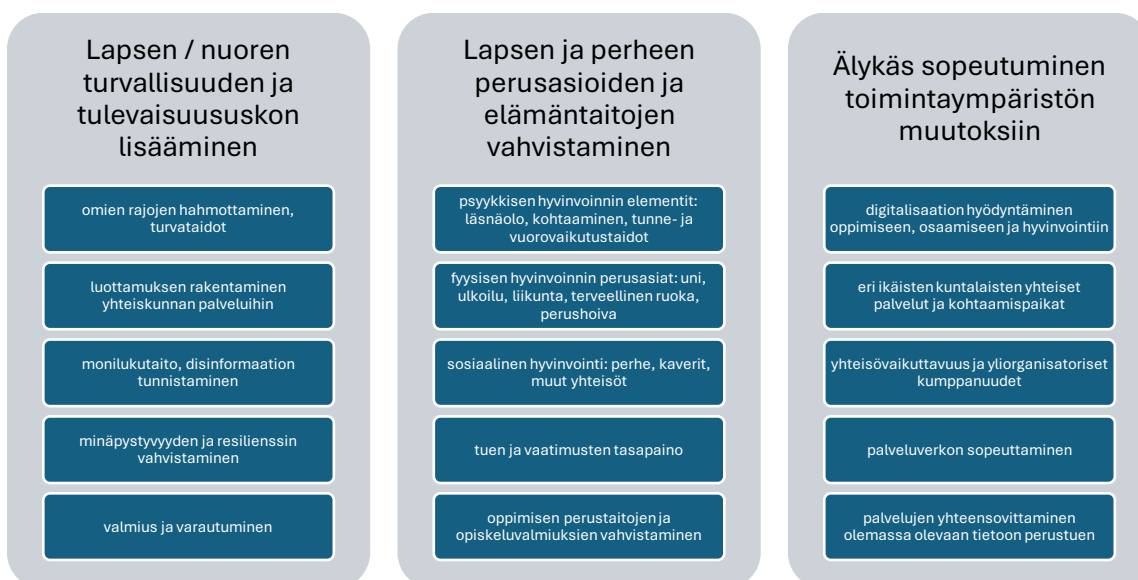 Lapsen / nuoren
turvallisuuden ja
tulevaisuususkon
lisääminen
omien rajojen hahmottaminen,
turvataidot
luottamuksen rakentaminen
yhteiskunnan palveluihin
monilukutaito, disinformaation
tunnistaminen
minäpystyvyyden ja resilienssin
vahvistaminen
valmius ja varautuminen
Lapsen ja perheen
perusasioiden ja
elämäntaitojen
vahvistaminen
psyykkisen hyvinvoinnin elementit:
läsnäolo, kohtaaminen, tunne- ja
vuorovaikutustaidot
fyysisen hyvinvoinnin perusasiat: uni,
ulkoilu, liikunta, terveellinen ruoka,
perushoiva
sosiaalinen hyvinvointi: perhe, kaverit,
muut yhteisöt
tuen ja vaatimusten tasapaino
oppimisen perustaitojen ja
opiskeluvalmiuksien vahvistaminen
Älykäs sopeutuminen
toimintaympäristön
muutoksiin
digitalisaation hyödyntäminen
oppimiseen, osaamiseen ja hyvinvointiin
eri ikäisten kuntalaisten yhteiset
palvelut ja kohtaamispaikat
yhteisövaikuttavuus ja yliorganisatoriset
kumppanuudet
palveluverkon sopeuttaminen
palvelujen yhteensovittaminen
olemassa olevaan tietoon perustuen